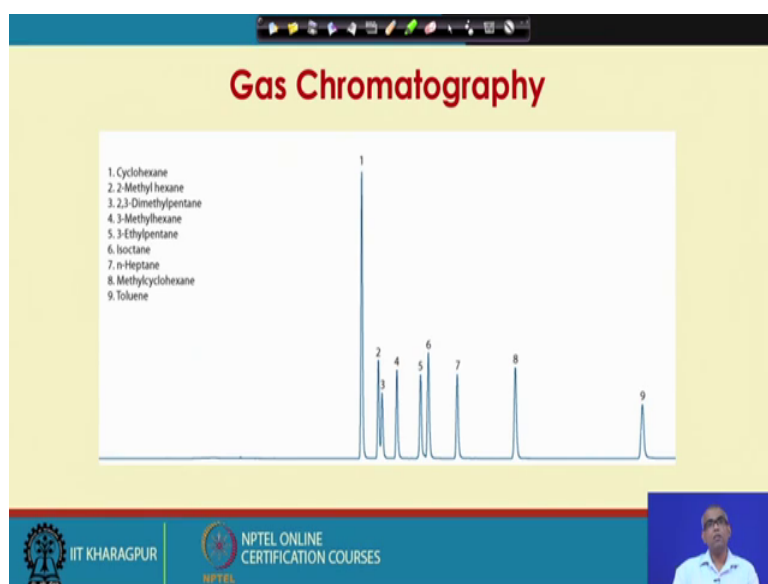 Gas Chromatography
1. Cyclohexane
2. 2-Methyl hexane
3. 2,3-Dimethylpentane
4. 3-Methylhexane
5. 3-Ethylpentane
6. Isoctane
7. n-Heptane
8. Methylcyclohexane
9. Toluene
1
2
3
4
5
6
7
8
9
IIT KHARAGPUR
NPTEL
NPTEL ONLINE
CERTIFICATION COURSES